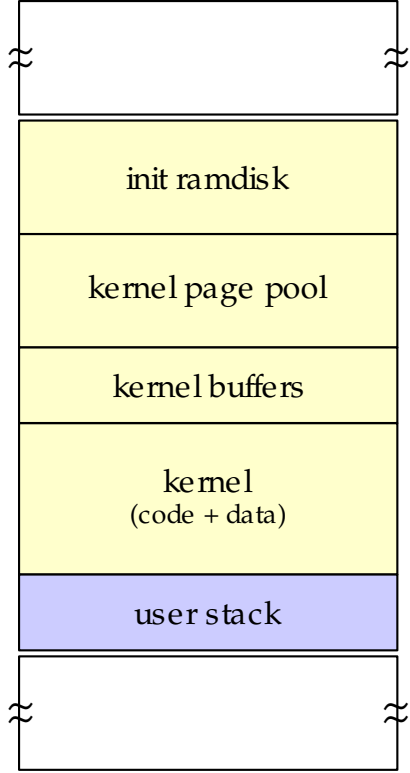 init ramdisk
kernel page pool
kernel buffers
kernel
(code + data)
user stack